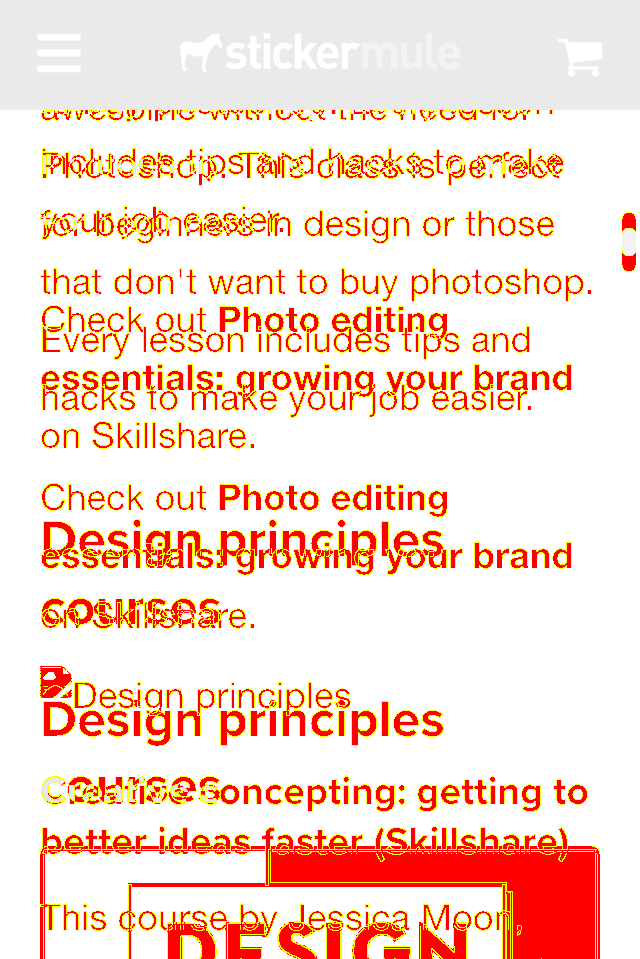 stickermule
awesome without the need for
Photoshop. This class is perfect
includes tips and hacks to make
for beginners in design or those
your job easier.
that don't want to buy photoshop.
Check out Photo editing
Every lesson includes tips and
essentials: growing your brand
hacks to make your job easier.
on Skillshare.
Check out Photo editing
Design principles
essentials: growing your brand
courses
on Skillshare.
Design principles
Design principles
courses
Creative concepting: getting to
better ideas faster (Skillshare)
This course by Jessica Moon,
DESIGN